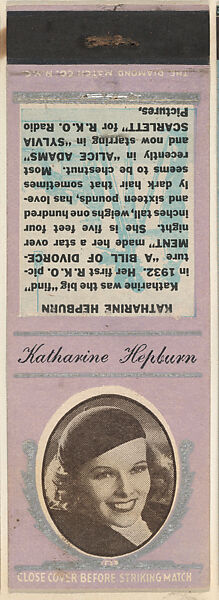 THE DIAMOND MATCH CO. N.Y.C.
KATHARINE HEPBURN
Katharine was the big "find"
in 1932. Her first R.K.O. pic-
ture "A BILL OF DIVORCE-
MENT" made her a star over
night. She is five feet four
inches tall, weighs one hundred
and sixteen pounds, has love-
ly dark hair that sometimes
seems to be chestnut. Most
recently in "ALICE ADAMS"
and now starring in "SYLVIA
SCARLETT" for R.K.O. Radio
Pictures.
Katharine Hepburn
CLOSE COVER BEFORE STRIKING MATCH